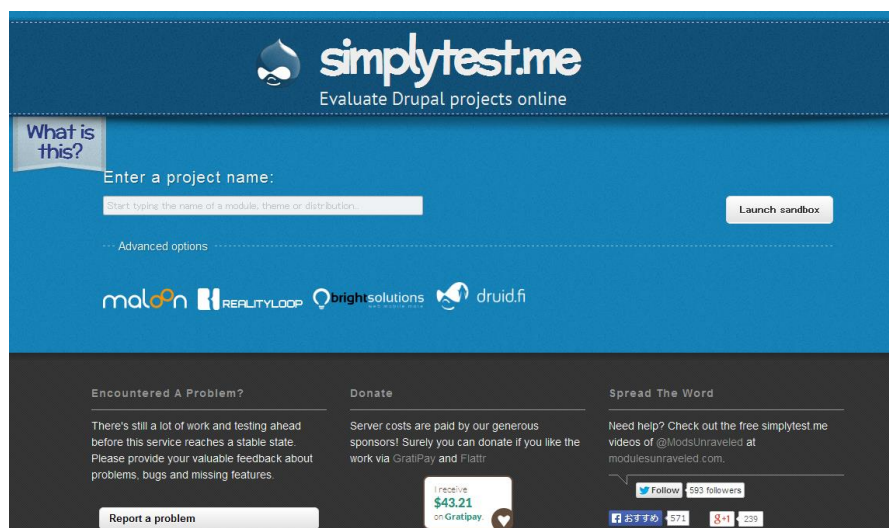 simplytest.me
Evaluate Drupal projects online
What is
this?
Enter a project name:
Start typing the name of a module, theme or distribution..
Launch sandbox
Advanced options
maloon
REALITYLOOP
brightsolutions
druid.fi
Encountered A Problem?
There's still a lot of work and testing ahead
before this service reaches a stable state.
Please provide your valuable feedback about
problems, bugs and missing features.
Report a problem
Donate
Server costs are paid by our generous
sponsors! Surely you can donate if you like the
work via GratiPay and Flattr
I receive
$43.21
on Gratipay.
Spread The Word
Need help? Check out the free simplytest.me
videos of @ModsUnraveled at
modulesunraveled.com.
Follow 593 followers
おすすめ 571 g+1 239